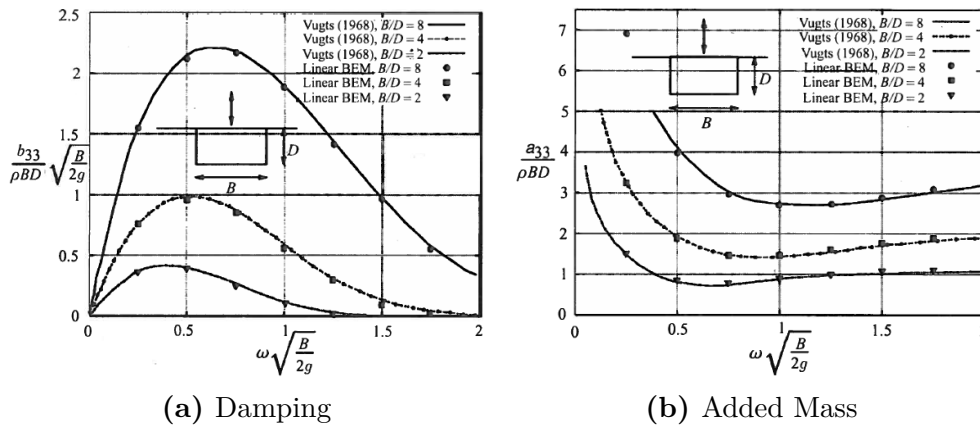 Vugts (1968), B/D = 8
Vugts (1968), B/D = 4
Vugts (1968), B/D = 2
Linear BEM, B/D = 8
Linear BEM, B/D = 4
Linear BEM, B/D = 2
2.5
2
1.5
1
0.5
0
b₃₃/ρBD √(B/2g)
D
B
0 0.5 1 1.5 2
ω√(B/2g)
(a) Damping
Vugts (1968), B/D = 8
Vugts (1968), B/D = 4
Vugts (1968), B/D = 2
Linear BEM, B/D = 8
Linear BEM, B/D = 4
Linear BEM, B/D = 2
7
6
5
4
3
2
1
0
a₃₃/ρBD
D
B
0.5 1 1.5
ω√(B/2g)
(b) Added Mass